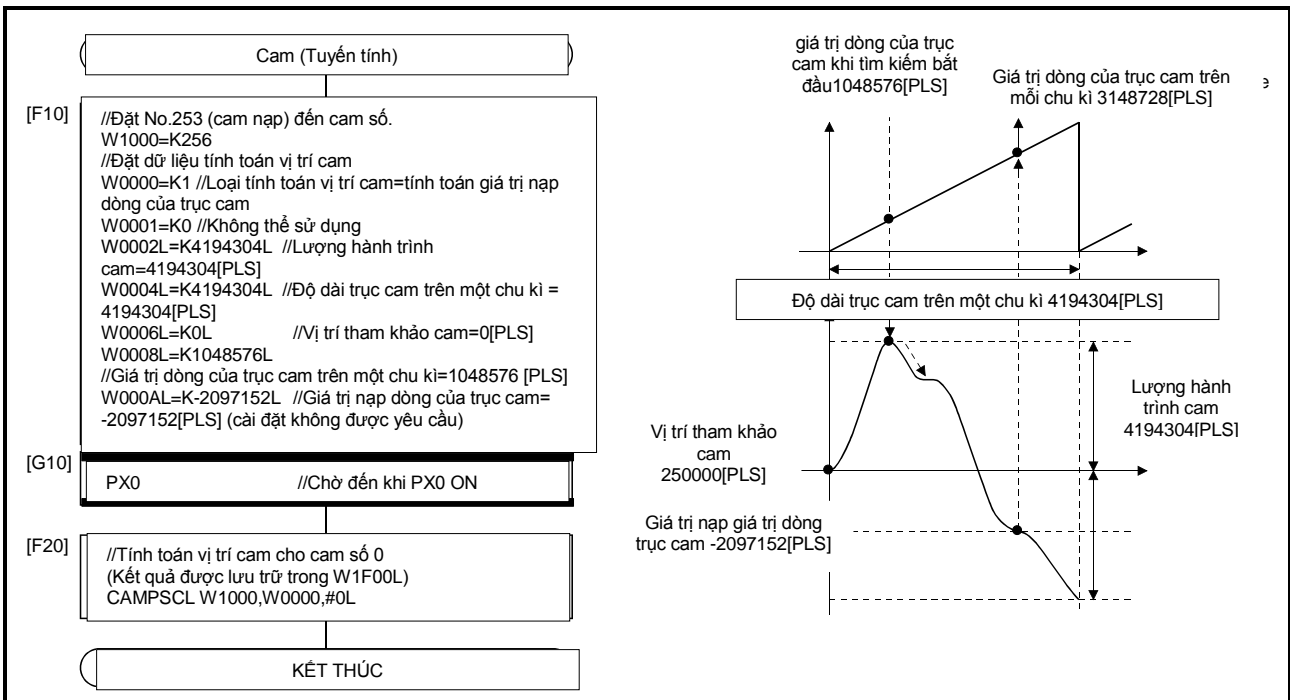 Cam (Tuyến tính)
[F10]
//Đặt No.253 (cam nạp) đến cam số.
W1000=K256
//Đặt dữ liệu tính toán vị trí cam
W0000=K1 //Loại tính toán vị trí cam=tính toán giá trị nạp
dòng của trục cam
W0001=K0 //Không thể sử dụng
W0002L=K4194304L //Lượng hành trình
cam=4194304[PLS]
W0004L=K4194304L //Độ dài trục cam trên một chu kì =
4194304[PLS]
W0006L=K0L //Vị trí tham khảo cam=0[PLS]
W0008L=K1048576L
//Giá trị dòng của trục cam trên một chu kì=1048576 [PLS]
W000AL=K-2097152L //Giá trị nạp dòng của trục cam=
-2097152[PLS] (cài đặt không được yêu cầu)
[G10]
PX0 //Chờ đến khi PX0 ON
[F20]
//Tính toán vị trí cam cho cam số 0
(Kết quả được lưu trữ trong W1F00L)
CAMPSCL W1000,W0000,#0L
KẾT THÚC
giá trị dòng của trục
cam khi tìm kiếm bắt
đầu1048576[PLS]
Giá trị dòng của trục cam trên
mỗi chu kì 3148728[PLS]
e
Độ dài trục cam trên một chu kì 4194304[PLS]
Lượng hành
trình cam
4194304[PLS]
Vị trí tham khảo
cam
250000[PLS]
Giá trị nạp giá trị dòng
trục cam -2097152[PLS]